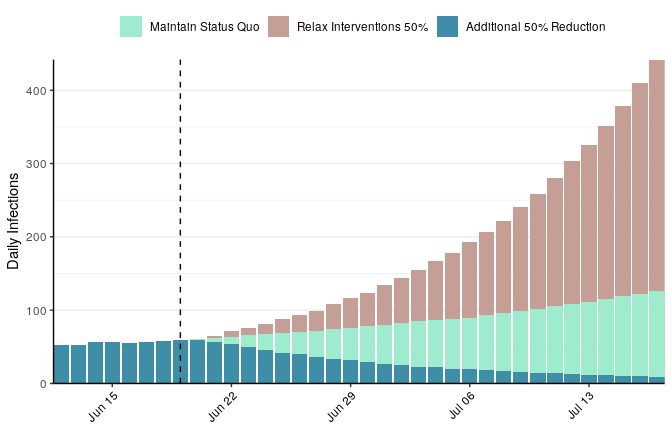 Maintain Status Quo Relax Interventions 50% Additional 50% Reduction
Daily Infections
400
300
200
100
0
Jun 15 Jun 22 Jun 29 Jul 06 Jul 13